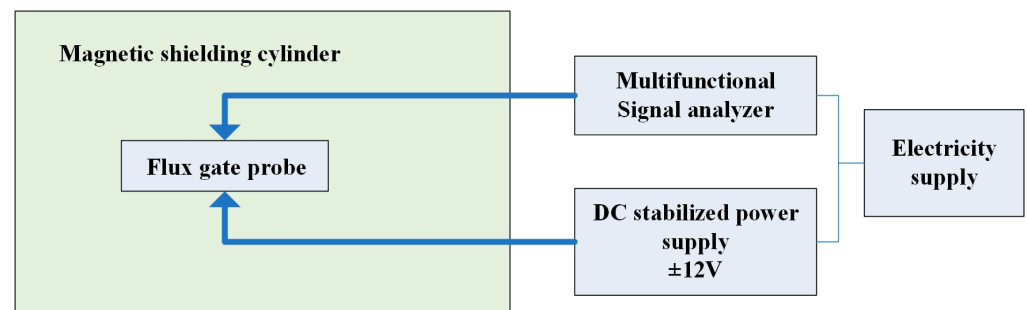 Magnetic shielding cylinder
Flux gate probe
Multifunctional
Signal analyzer
DC stabilized power
supply
±12V
Electricity
supply